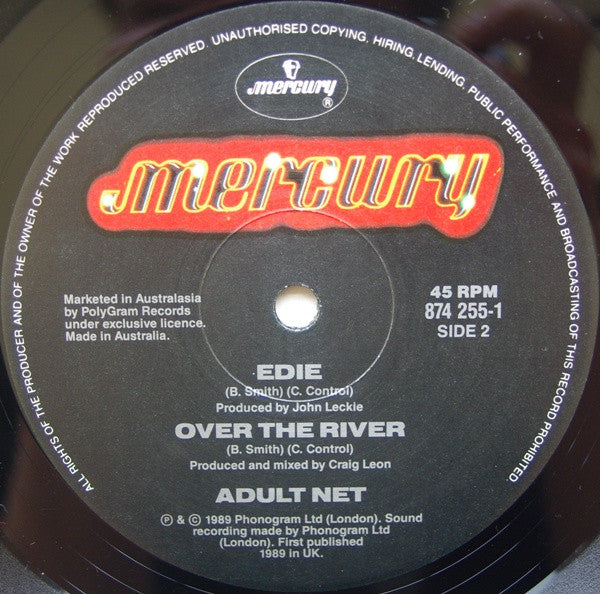 ALL RIGHTS OF THE PRODUCER AND OF THE OWNER OF THE WORK REPRODUCED RESERVED. UNAUTHORISED COPYING, HIRING, LENDING, PUBLIC PERFORMANCE AND BROADCASTING OF THIS RECORD PROHIBITED
mercury
®
mercury
Marketed in Australasia
by PolyGram Records
under exclusive licence.
Made in Australia.
45 RPM
874 255-1
SIDE 2
EDIE
(B. Smith) (C. Control)
Produced by John Leckie
OVER THE RIVER
(B. Smith) (C. Control)
Produced and mixed by Craig Leon
ADULT NET
℗ & © 1989 Phonogram Ltd (London). Sound
recording made by Phonogram Ltd
(London). First published
1989 in UK.